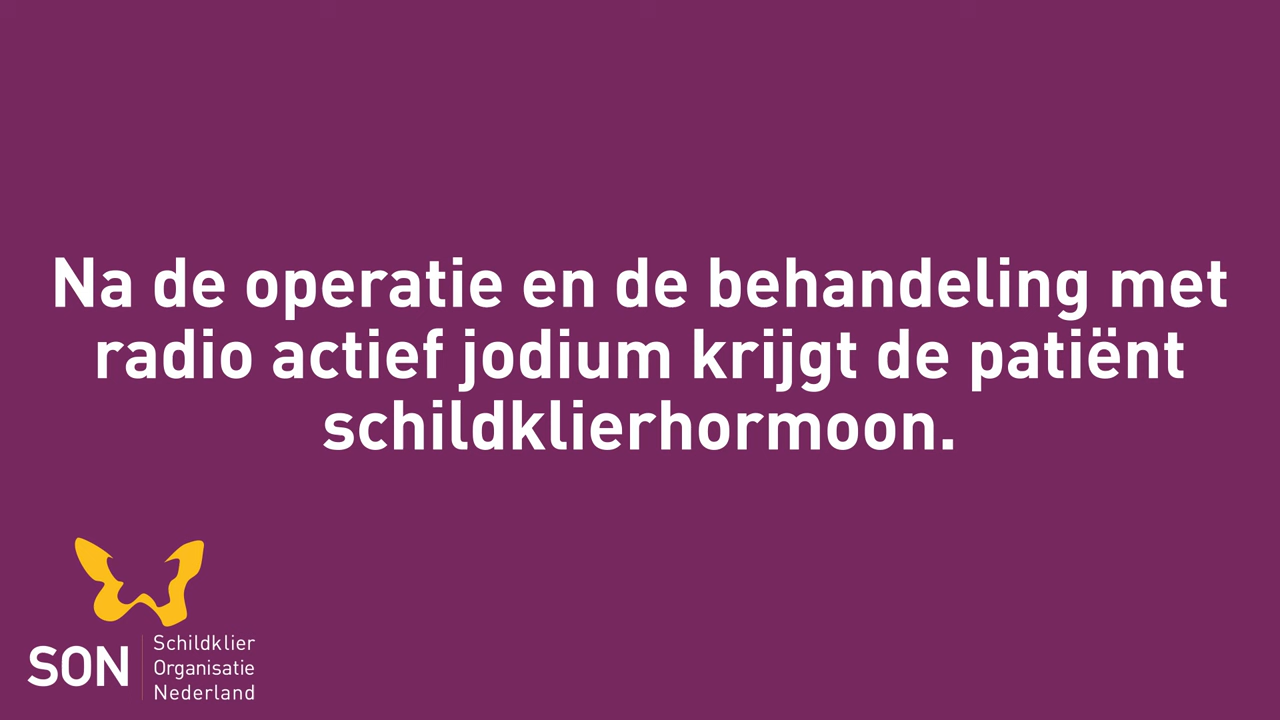 Na de operatie en de behandeling met
radio actief jodium krijgt de patiënt
schildklierhormoon.
SON
Schildklier
Organisatie
Nederland